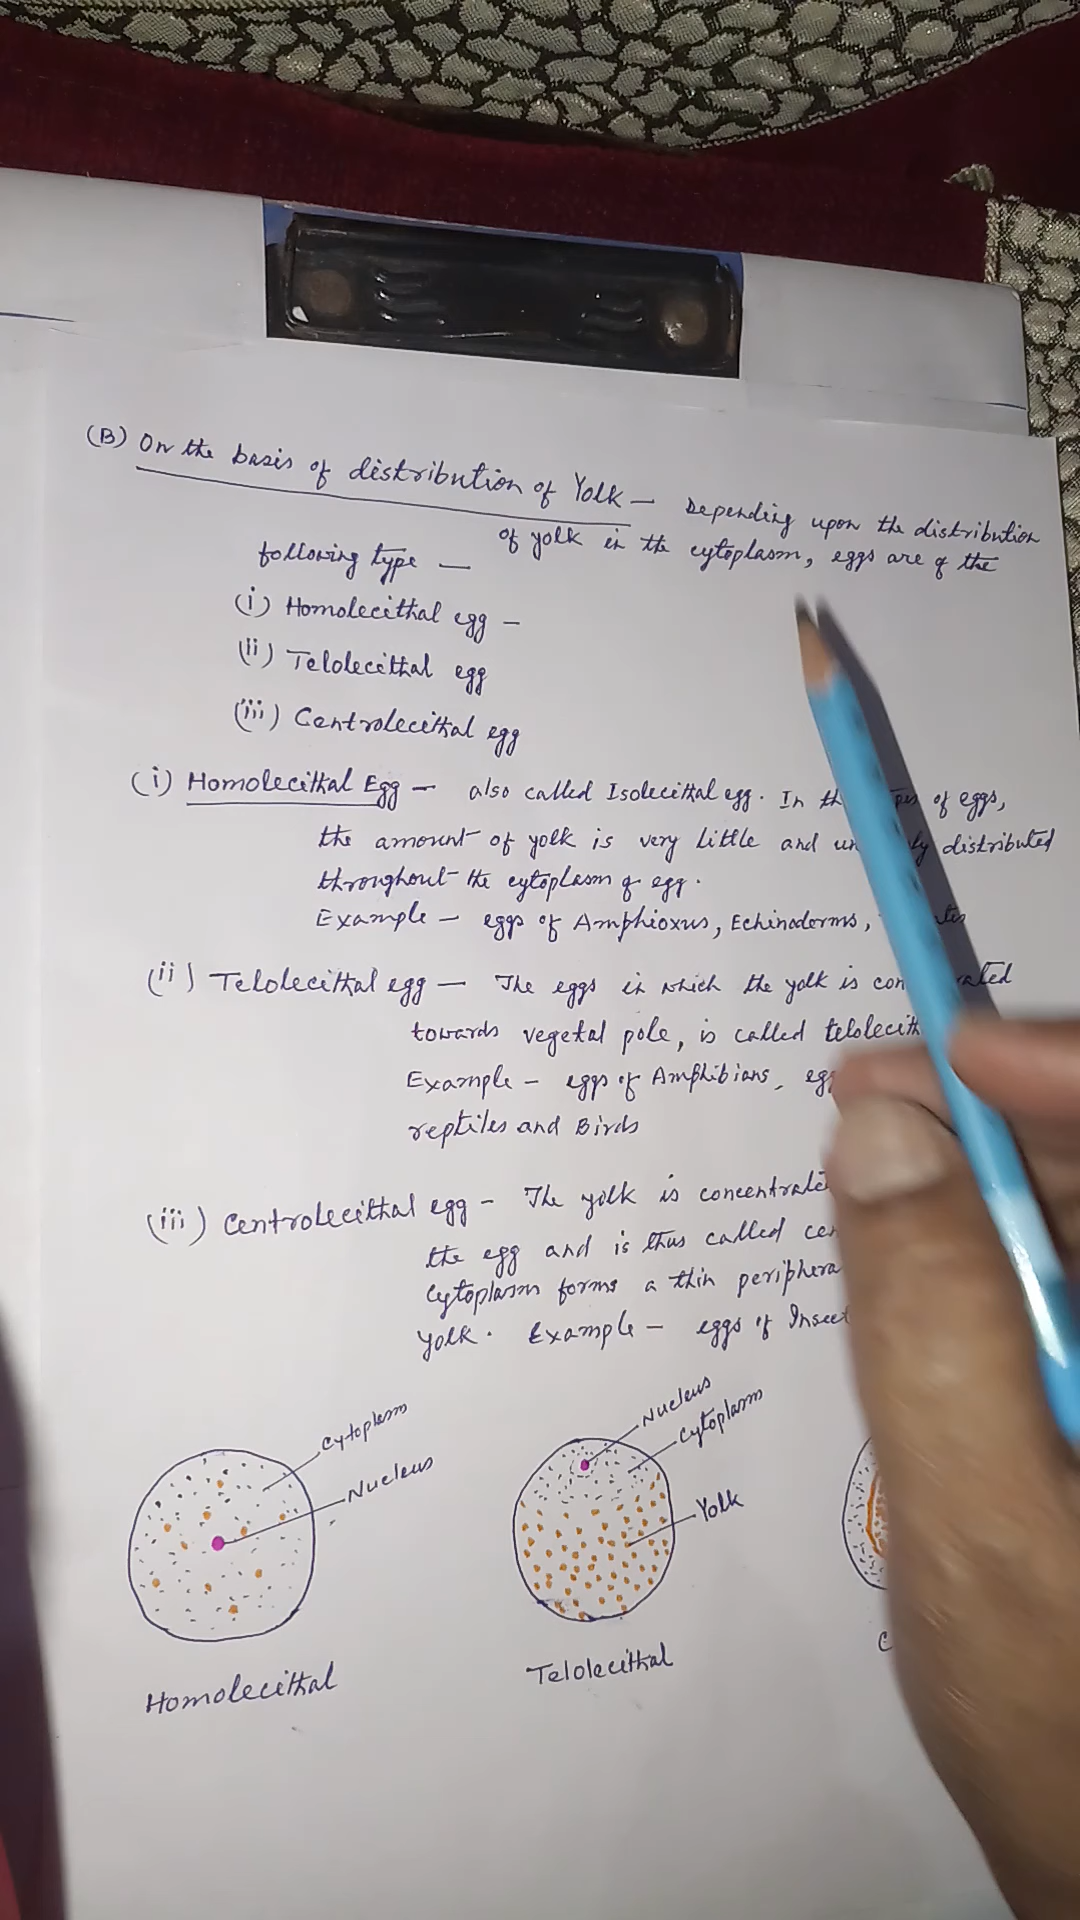 (B) On the basis of distribution of Yolk — Depending upon the distribution
of yolk in the cytoplasm, eggs are of the
following type —
(i) Homolecithal egg -
(ii) Telolecithal egg
(iii) Centrolecithal egg
(i) Homolecithal Egg - also called Isolecithal egg. In of eggs,
the amount of yolk is very little and distributed
throughout the cytoplasm of egg.
Example - eggs of Amphioxus, Echinoderms,
(ii) Telolecithal egg — The eggs in which the yolk is
towards vegetal pole, is called
Example - eggs of Amphibians,
reptiles and Birds
(iii) Centrolecithal egg - The yolk is
the egg and is thus called
Cytoplasm forms a thin
Yolk. Example - eggs of
Nucleus
Cytoplasm
Cytoplasm
Nucleus
Yolk
Homolecithal
Telolecithal